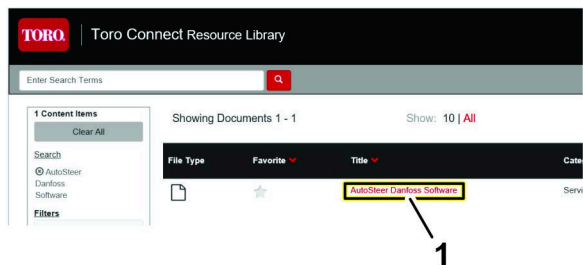 TORO. Toro Connect Resource Library
Enter Search Terms
1 Content Items
Clear All
Search
AutoSteer
Danfoss
Software
Filters
Showing Documents 1 - 1
Show: 10 | All
File Type Favorite Title
AutoSteer Danfoss Software
1